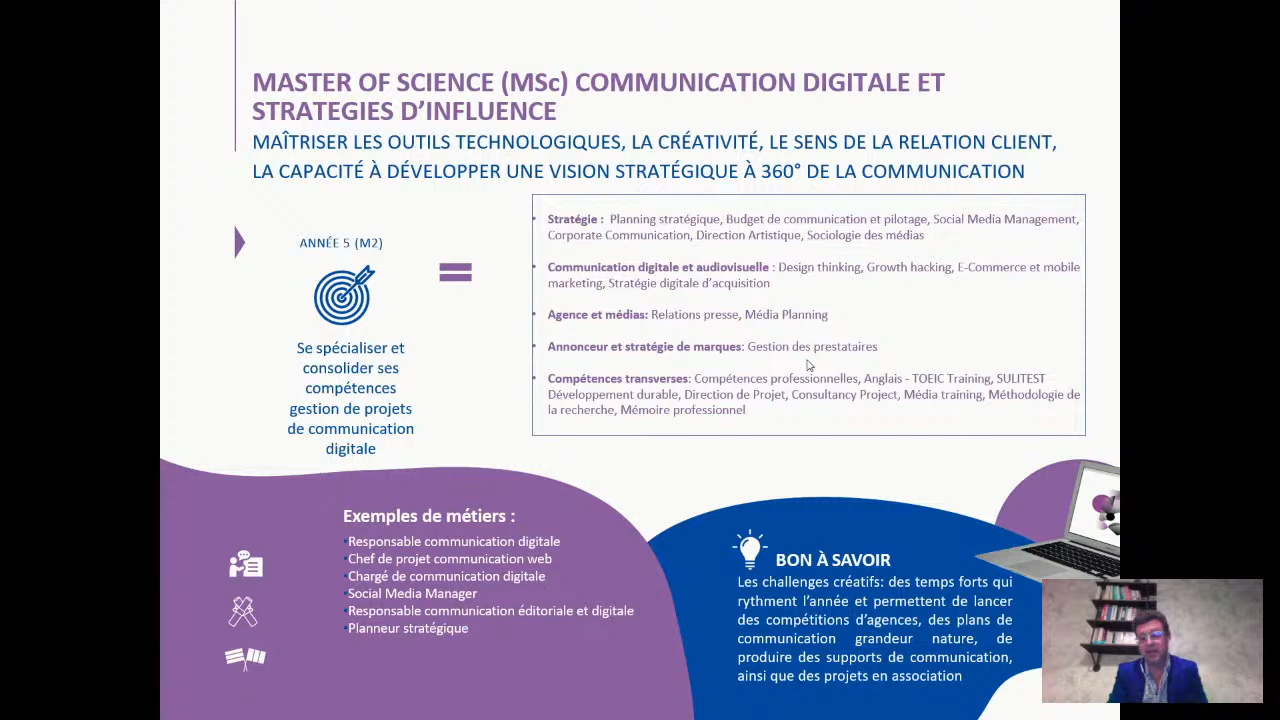 MASTER OF SCIENCE (MSc) COMMUNICATION DIGITALE ET
STRATEGIES D’INFLUENCE
MAÎTRISER LES OUTILS TECHNOLOGIQUES, LA CRÉATIVITÉ, LE SENS DE LA RELATION CLIENT,
LA CAPACITÉ À DÉVELOPPER UNE VISION STRATÉGIQUE À 360° DE LA COMMUNICATION
ANNÉE 5 (M2)
Se spécialiser et
consolider ses
compétences
gestion de projets
de communication
digitale
• Stratégie : Planning stratégique, Budget de communication et pilotage, Social Media Management,
Corporate Communication, Direction Artistique, Sociologie des médias
• Communication digitale et audiovisuelle : Design thinking, Growth hacking, E-Commerce et mobile
marketing, Stratégie digitale d’acquisition
• Agence et médias: Relations presse, Média Planning
• Annonceur et stratégie de marques: Gestion des prestataires
• Compétences transverses: Compétences professionnelles, Anglais - TOEIC Training, SULITEST
Développement durable, Direction de Projet, Consultancy Project, Média training, Méthodologie de
la recherche, Mémoire professionnel
Exemples de métiers :
•Responsable communication digitale
•Chef de projet communication web
•Chargé de communication digitale
•Social Media Manager
•Responsable communication éditoriale et digitale
•Planneur stratégique
BON À SAVOIR
Les challenges créatifs: des temps forts qui
rythment l’année et permettent de lancer
des compétitions d’agences, des plans de
communication grandeur nature, de
produire des supports de communication,
ainsi que des projets en association